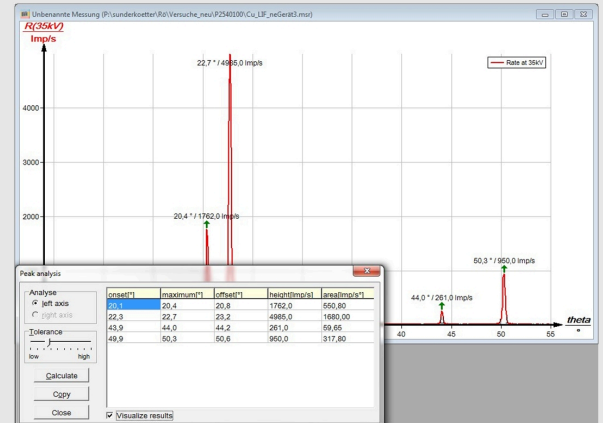 Unbenannte Messung (P:\sunderkoetter\Rö\Versuche_neu\P2540100\Cu_LIF_neGerät3.msr)
R(35kV)
Imp/s
22,7 ° / 4985,0 Imp/s
Rate at 35kV
4000
3000
2000
20,4 ° / 1762,0 Imp/s
50,3 ° / 950,0 Imp/s
44,0 ° / 261,0 Imp/s
theta
40 45 50 55 °
Peak analysis
Analyse
left axis
right axis
Tolerance
low high
Calculate
Copy
Close
onset[°] maximum[°] offset[°] height[Imp/s] area[Imp/s*°]
20,1 20,4 20,8 1762,0 550,80
22,3 22,7 23,2 4985,0 1680,00
43,9 44,0 44,2 261,0 59,65
49,9 50,3 50,6 950,0 317,80
Visualize results